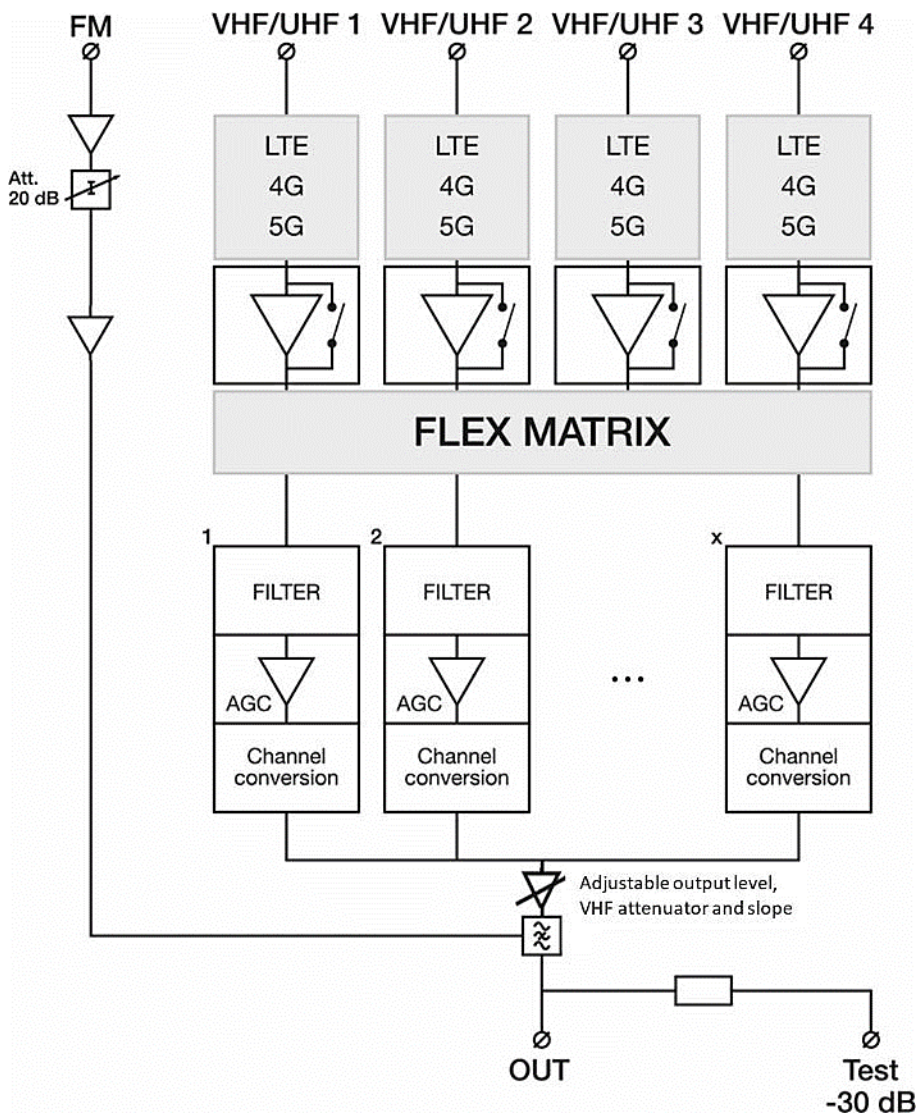 FM
VHF/UHF 1
VHF/UHF 2
VHF/UHF 3
VHF/UHF 4
Att.
20 dB
I
LTE
4G
5G
LTE
4G
5G
LTE
4G
5G
LTE
4G
5G
FLEX MATRIX
1
FILTER
AGC
Channel
conversion
2
FILTER
AGC
Channel
conversion
...
x
FILTER
AGC
Channel
conversion
Adjustable output level,
VHF attenuator and slope
OUT
Test
-30 dB